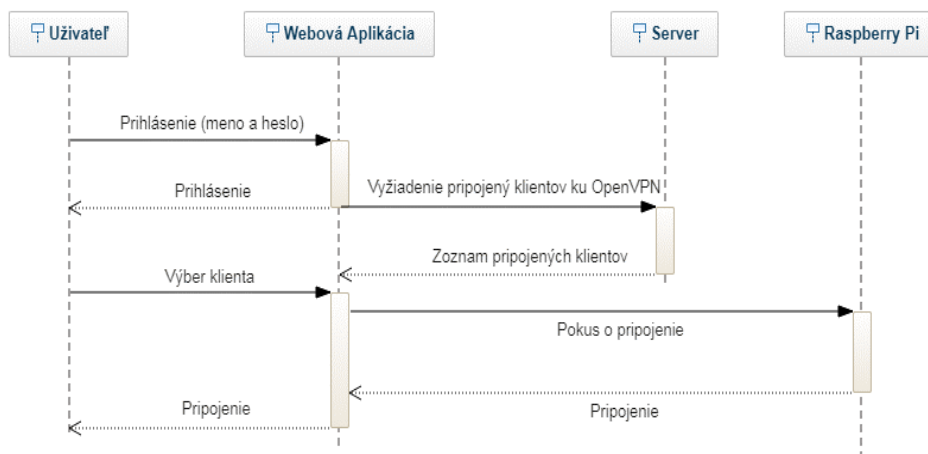 Uživateľ
Webová Aplikácia
Server
Raspberry Pi
Prihlásenie (meno a heslo)
Prihlásenie
Vyžiadenie pripojený klientov ku OpenVPN
Zoznam pripojených klientov
Výber klienta
Pokus o pripojenie
Pripojenie
Pripojenie